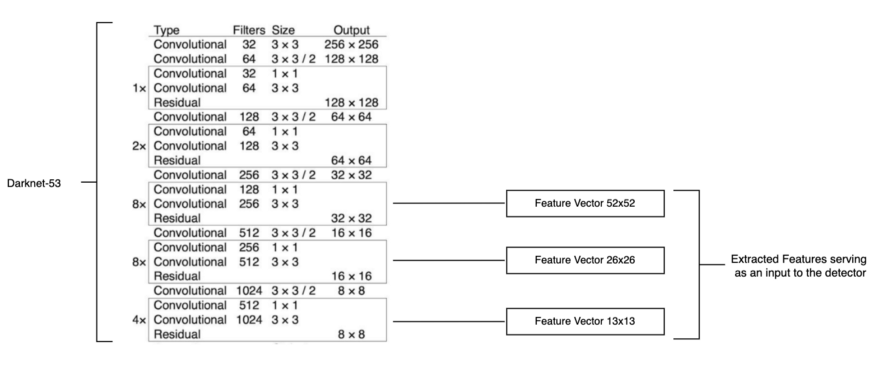 Type Filters Size Output
Convolutional 32 3 × 3 256 × 256
Convolutional 64 3 × 3 / 2 128 × 128
Convolutional 32 1 × 1
1× Convolutional 64 3 × 3
Residual 128 × 128
Convolutional 128 3 × 3 / 2 64 × 64
Convolutional 64 1 × 1
2× Convolutional 128 3 × 3
Residual 64 × 64
Convolutional 256 3 × 3 / 2 32 × 32
Convolutional 128 1 × 1
8× Convolutional 256 3 × 3
Residual 32 × 32
Convolutional 512 3 × 3 / 2 16 × 16
Convolutional 256 1 × 1
8× Convolutional 512 3 × 3
Residual 16 × 16
Convolutional 1024 3 × 3 / 2 8 × 8
Convolutional 512 1 × 1
4× Convolutional 1024 3 × 3
Residual 8 × 8
Darknet-53
Feature Vector 52x52
Feature Vector 26x26
Feature Vector 13x13
Extracted Features serving
as an input to the detector